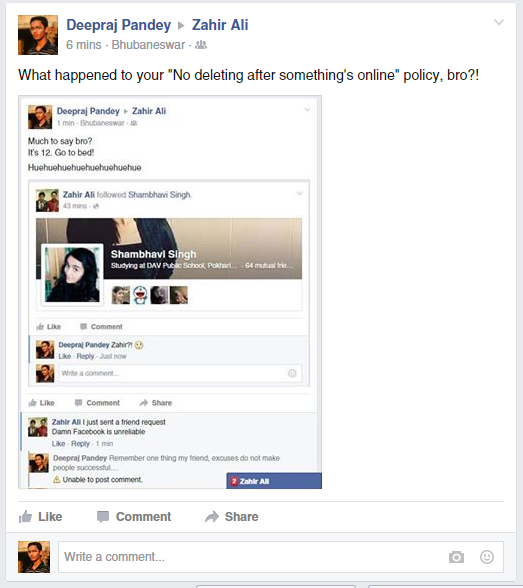 Deepraj Pandey ▸ Zahir Ali
6 mins · Bhubaneswar ·
What happened to your "No deleting after something's online" policy, bro?!
Deepraj Pandey ▸ Zahir Ali
1 min · Bhubaneswar ·
Much to say bro?
It's 12. Go to bed!
Huehuehuehuehuehuehuehue
Zahir Ali followed Shambhavi Singh.
43 mins ·
Shambhavi Singh
Studying at DAV Public School, Pokhari... · 64 mutual frie...
Like Comment
Deepraj Pandey Zahir?!
Like · Reply · Just now
Write a comment...
Like Comment Share
Zahir Ali I just sent a friend request
Damn Facebook is unreliable
Like · Reply · 1 min
Deepraj Pandey Remember one thing my friend, excuses do not make
people successful....
Unable to post comment.
2 Zahir Ali
Like Comment Share
Write a comment...